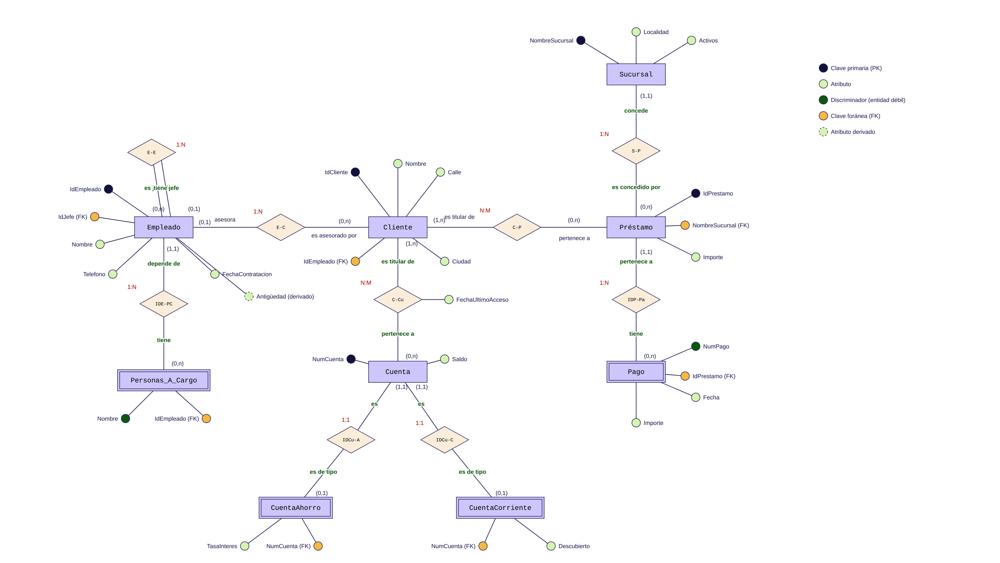 Localidad
NombreSucursal
Activos
Sucursal
(1,1)
concede
1:N
S-P
es concedido por
(0,n)
Clave primaria (PK)
Atributo
Discriminador (entidad débil)
Clave foránea (FK)
Atributo derivado
1:N
E-E
es
tiene jefe
(0,n)
(0,1)
IdEmpleado
IdJefe (FK)
Nombre
Telefono
Empleado
(0,1)
asesora
1:N
E-C
(0,n)
es asesorado por
IdCliente
Nombre
Calle
Cliente
(1,n)
es titular de
N:M
C-P
(0,n)
pertenece a
Préstamo
IdPrestamo
NombreSucursal (FK)
Importe
(1,1)
depende de
FechaContratacion
Antigüedad (derivado)
1:N
IDE-PC
tiene
(0,n)
Personas_A_Cargo
Nombre
IdEmpleado (FK)
IdEmpleado (FK)
(1,n)
es titular de
Ciudad
N:M
C-Cu
FechaUltimoAcceso
pertenece a
(0,n)
NumCuenta
Saldo
Cuenta
(1,1)
(1,1)
es
es
1:1
1:1
IDCu-A
IDCu-C
es de tipo
es de tipo
(0,1)
(0,1)
CuentaAhorro
CuentaCorriente
TasaInteres
NumCuenta (FK)
NumCuenta (FK)
Descubierto
(1,1)
pertenece a
1:N
IDP-Pa
tiene
(0,n)
NumPago
Pago
IdPrestamo (FK)
Fecha
Importe